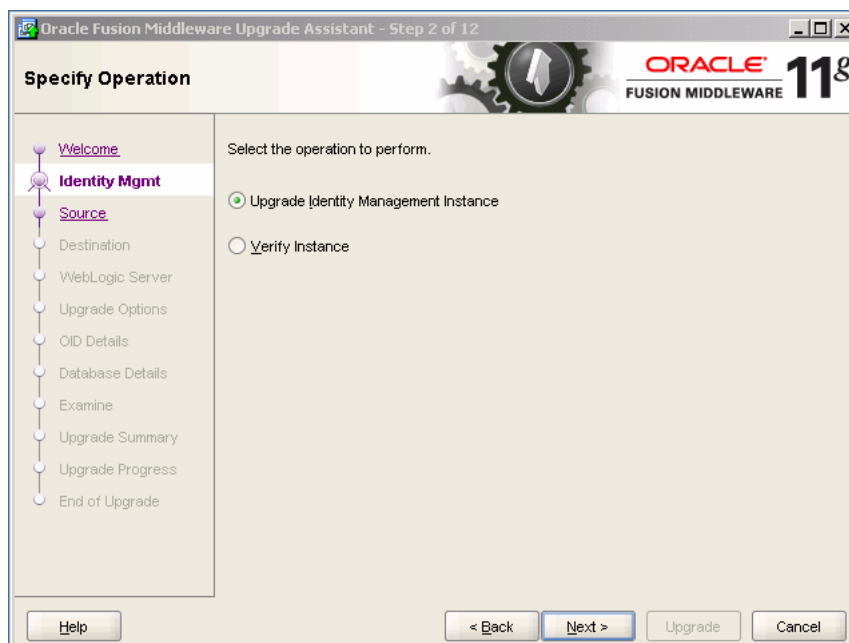 Oracle Fusion Middleware Upgrade Assistant - Step 2 of 12
Specify Operation
ORACLE
FUSION MIDDLEWARE
11g
Welcome
Identity Mgmt
Source
Destination
WebLogic Server
Upgrade Options
OID Details
Database Details
Examine
Upgrade Summary
Upgrade Progress
End of Upgrade
Select the operation to perform.
Upgrade Identity Management Instance
Verify Instance
Help
< Back
Next >
Upgrade
Cancel